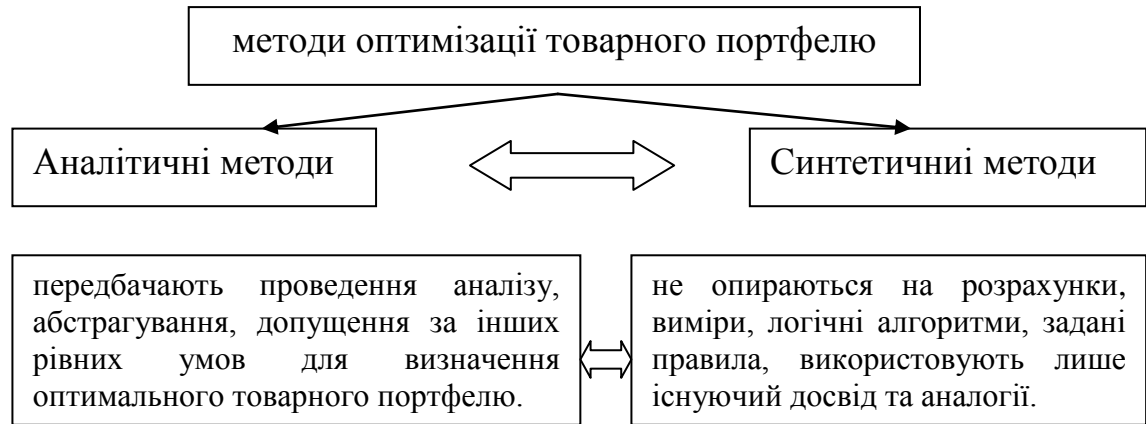 методи оптимізації товарного портфелю
Аналітичні методи
Синтетичниі методи
передбачають проведення аналізу,
абстрагування, допущення за інших
рівних умов для визначення
оптимального товарного портфелю.
не опираються на розрахунки,
виміри, логічні алгоритми, задані
правила, використовують лише
існуючий досвід та аналогії.